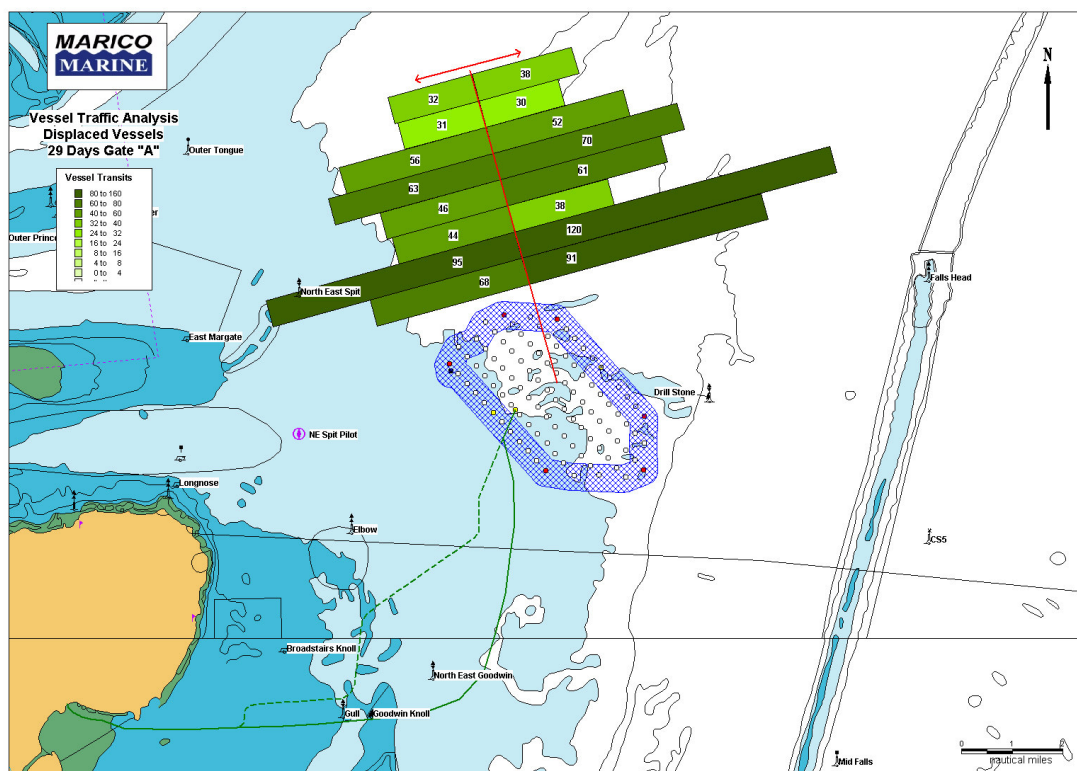 MARICO
MARINE
Vessel Traffic Analysis
Displaced Vessels
29 Days Gate "A"
Vessel Transits
80 to 160
60 to 80
40 to 60
32 to 40
24 to 32
16 to 24
8 to 16
4 to 8
0 to 4
Outer Tongue
Outer Princ
North East Spit
East Margate
NE Spit Pilot
Longnose
Elbow
Broadstairs Knoll
North East Goodwin
Gull
Goodwin Knoll
Drill Stone
Falls Head
CS5
Mid Falls
N
32
38
31
30
56
52
63
70
46
61
44
38
95
120
68
91
0 1 2
nautical miles